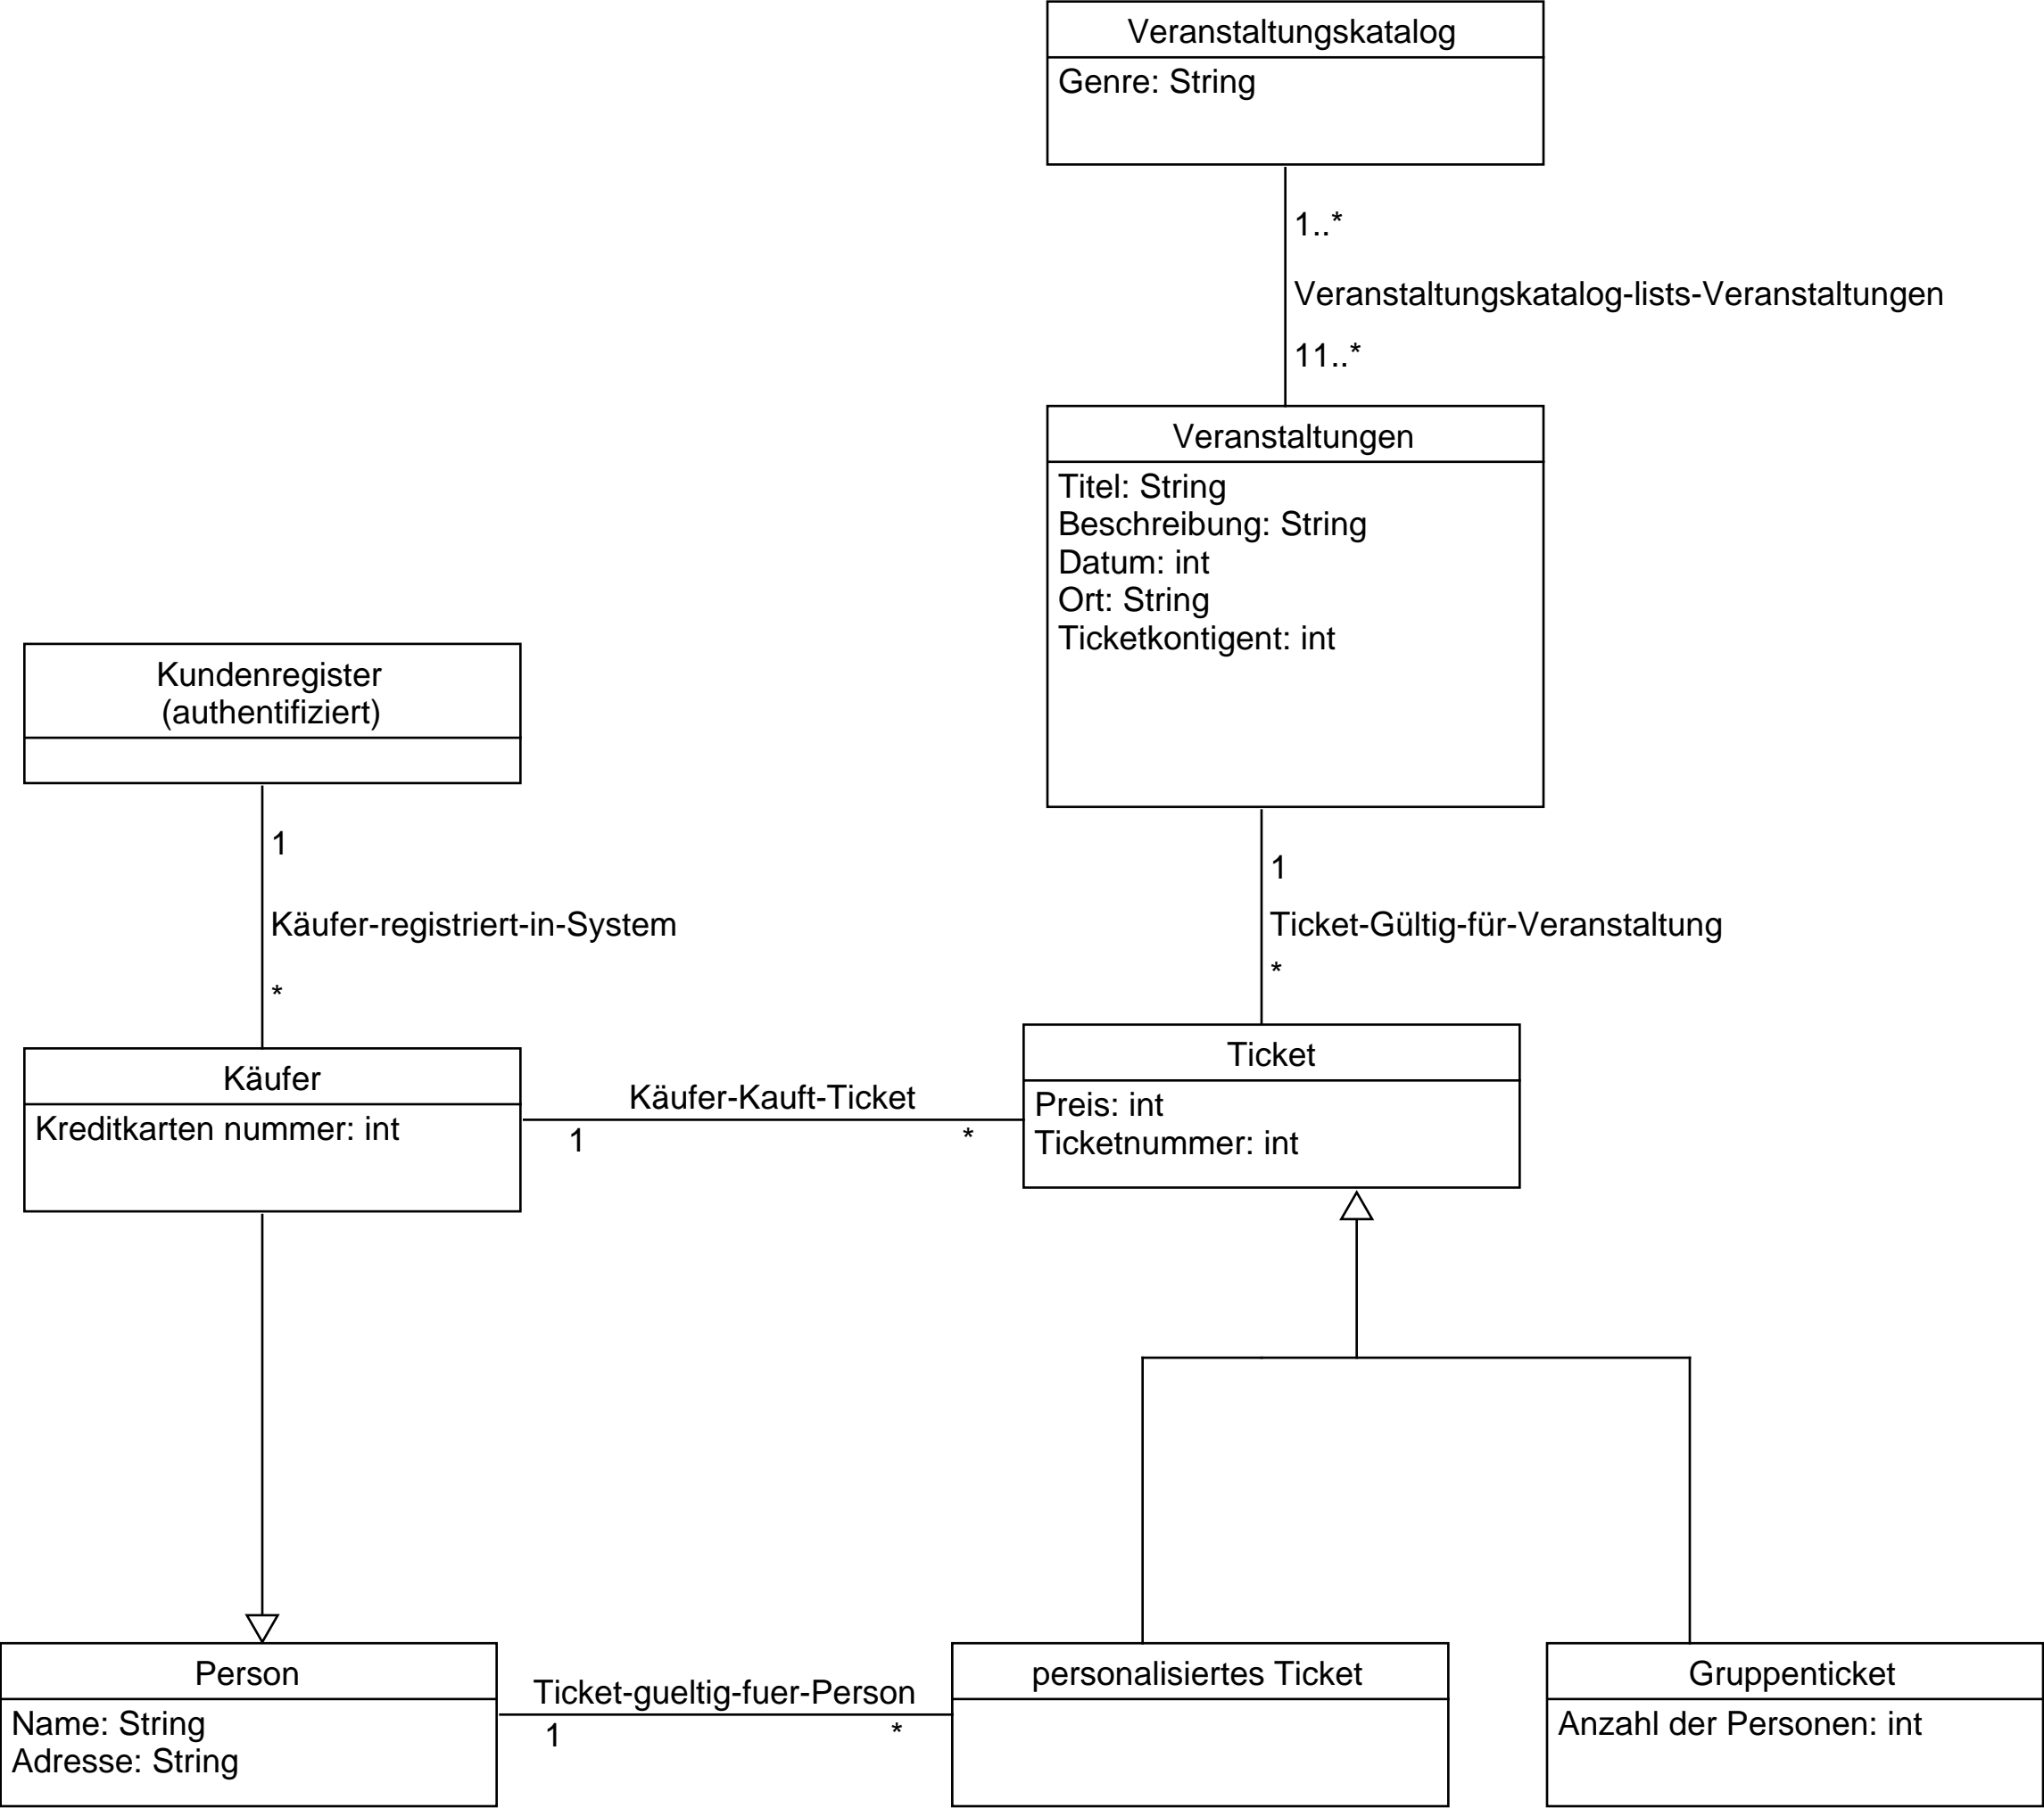 Veranstaltungskatalog
Genre: String
1..*
Veranstaltungskatalog-lists-Veranstaltungen
11..*
Veranstaltungen
Titel: String
Beschreibung: String
Datum: int
Ort: String
Ticketkontigent: int
Kundenregister
(authentifiziert)
1
Käufer-registriert-in-System
*
1
Ticket-Gültig-für-Veranstaltung
*
Käufer
Kreditkarten nummer: int
Käufer-Kauft-Ticket
1
*
Ticket
Preis: int
Ticketnummer: int
Person
Name: String
Adresse: String
Ticket-gueltig-fuer-Person
1
*
personalisiertes Ticket
Gruppenticket
Anzahl der Personen: int